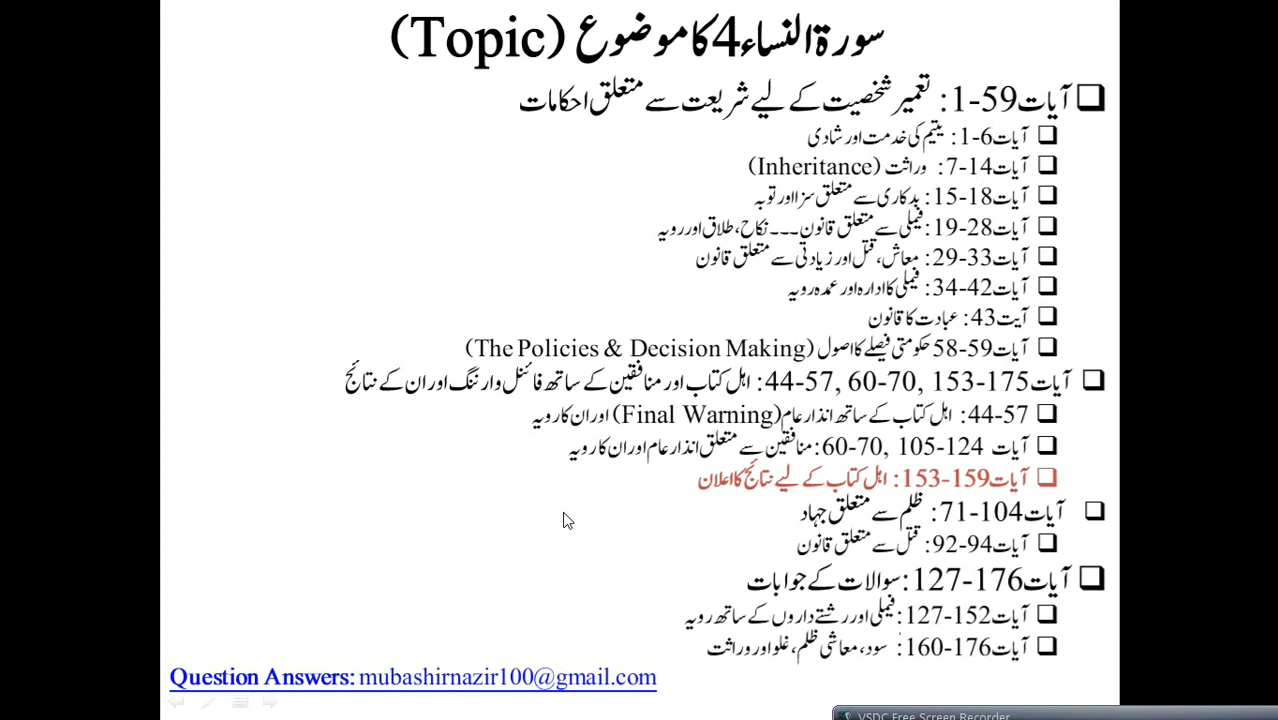 سورۃ النساء 4 کا موضوع (Topic)
آیات 1-59: تعمیر شخصیت کے لیے شریعت سے متعلق احکامات
آیات 1-6: یتیم کی خدمت اور شادی
آیات 7-14: وراثت (Inheritance)
آیات 15-18: بدکاری سے متعلق سزا اور توبہ
آیات 19-28: فیملی سے متعلق قانون۔۔۔ نکاح، طلاق اور رویہ
آیات 29-33: معاش، قتل اور زیادتی سے متعلق قانون
آیات 34-42: فیملی کا ادارہ اور عمدہ رویہ
آیت 43: عبادت کا قانون
آیات 58-59 حکومتی فیصلے کا اصول (The Policies & Decision Making)
آیات 44-57, 60-70, 153-175: اہل کتاب اور منافقین کے ساتھ فائنل وارننگ اور ان کے نتائج
44-57: اہل کتاب کے ساتھ انذار عام (Final Warning) اور ان کا رویہ
آیات 60-70, 105-124: منافقین سے متعلق انذار عام اور ان کا رویہ
آیات 153-159: اہل کتاب کے لیے نتائج کا اعلان
آیات 71-104: ظلم سے متعلق جہاد
آیات 92-94: قتل سے متعلق قانون
آیات 127-176: سوالات کے جوابات
آیات 127-152: فیملی اور رشتے داروں کے ساتھ رویہ
آیات 160-176: سود، معاشی ظلم، غلو اور وراثت
Question Answers: mubashirnazir100@gmail.com
VSDC Free Screen Recorder